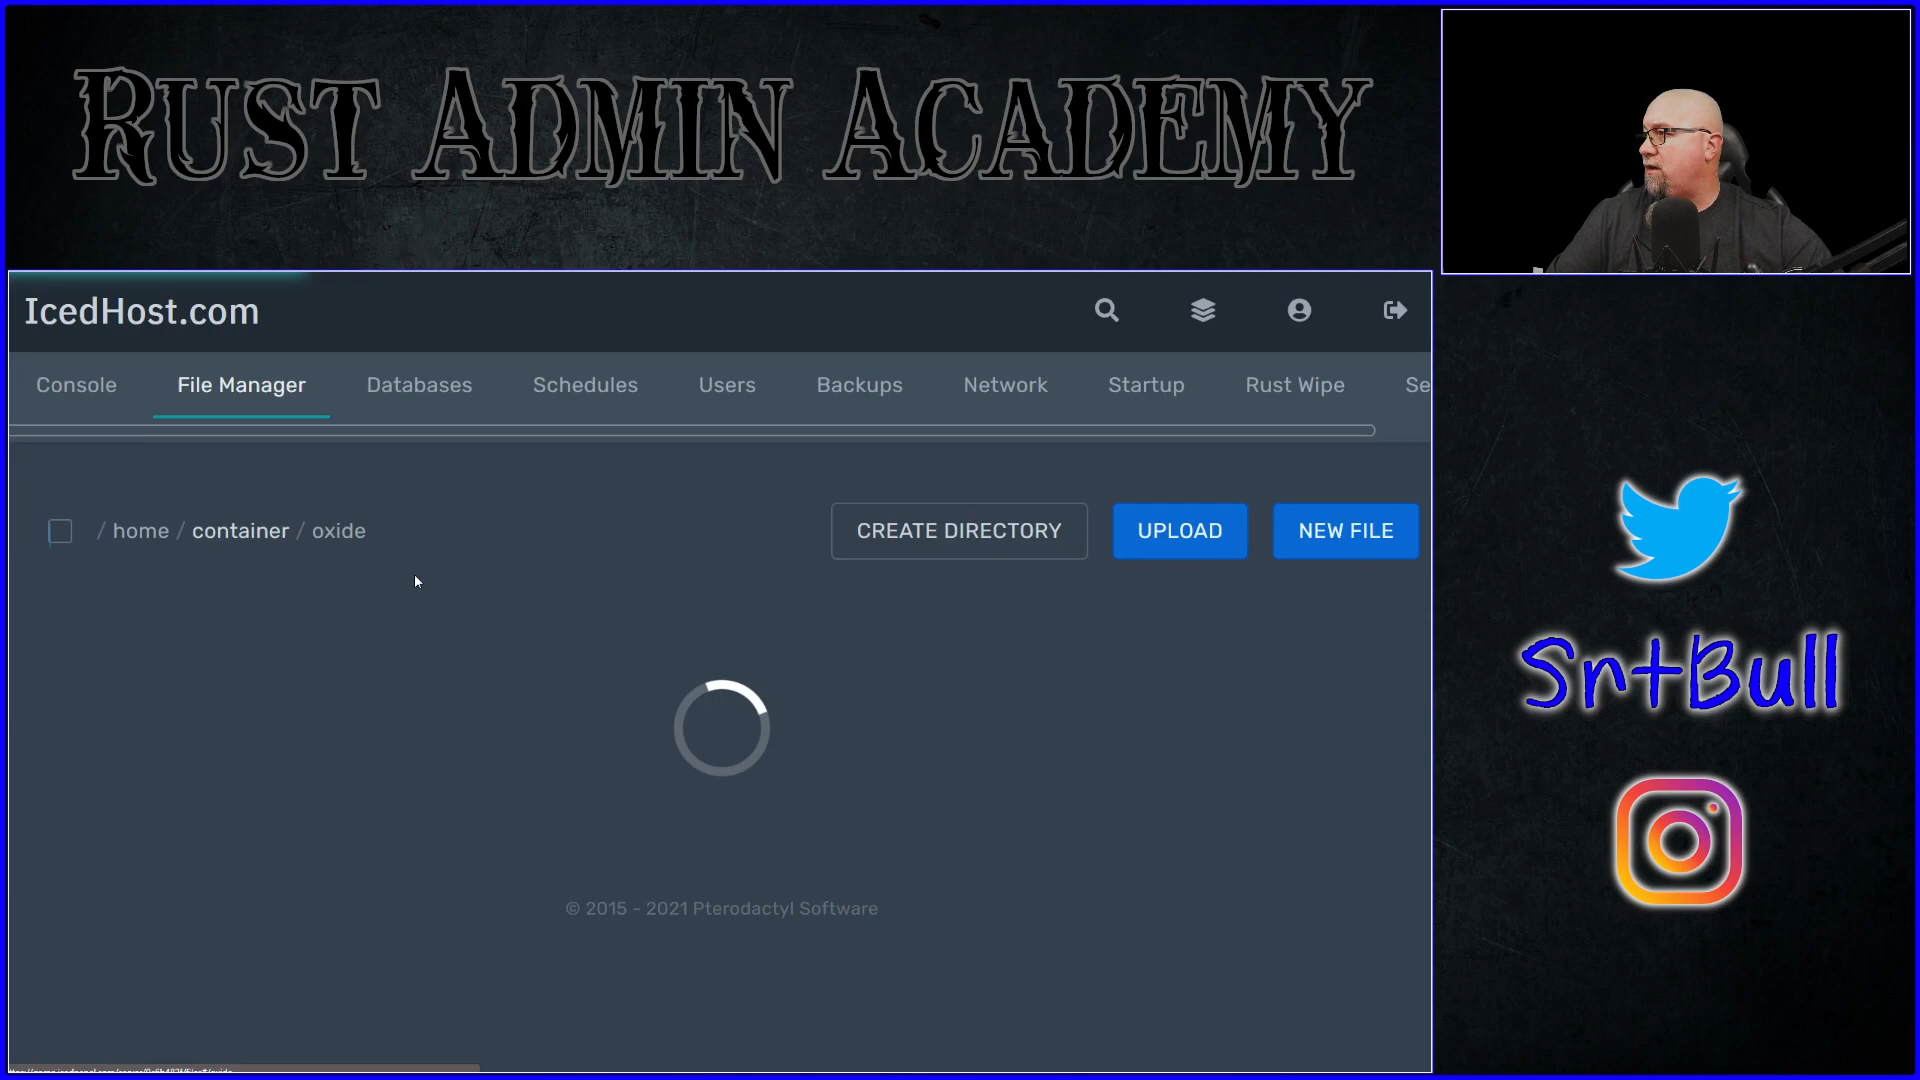 Rust Admin Academy
IcedHost.com
Console File Manager Databases Schedules Users Backups Network Startup Rust Wipe Se
/ home / container / oxide CREATE DIRECTORY UPLOAD NEW FILE
SntBull
© 2015 - 2021 Pterodactyl Software